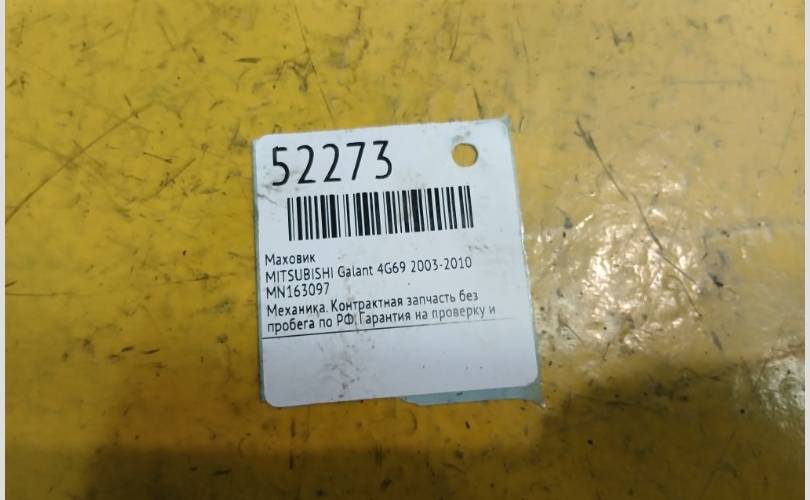 52273
Маховик
MITSUBISHI Galant 4G69 2003-2010
MN163097
Механика. Контрактная запчасть без
пробега по РФ. Гарантия на проверку и